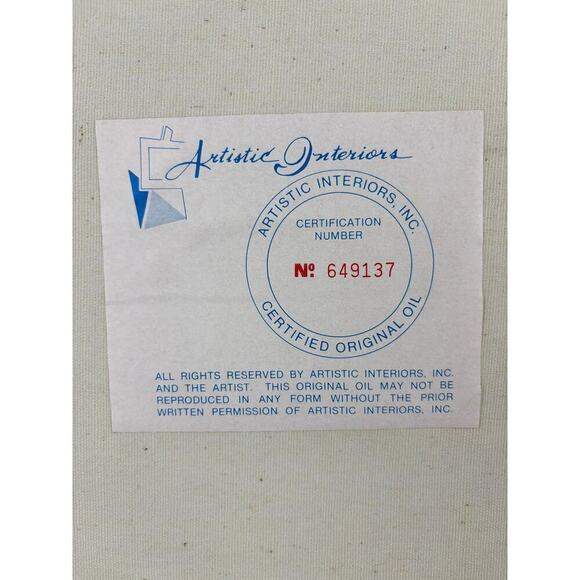 Artistic Interiors
ARTISTIC INTERIORS, INC.
CERTIFICATION
NUMBER
Nº 649137
CERTIFIED ORIGINAL OIL
ALL RIGHTS RESERVED BY ARTISTIC INTERIORS, INC.
AND THE ARTIST. THIS ORIGINAL OIL MAY NOT BE
REPRODUCED IN ANY FORM WITHOUT THE PRIOR
WRITTEN PERMISSION OF ARTISTIC INTERIORS, INC.